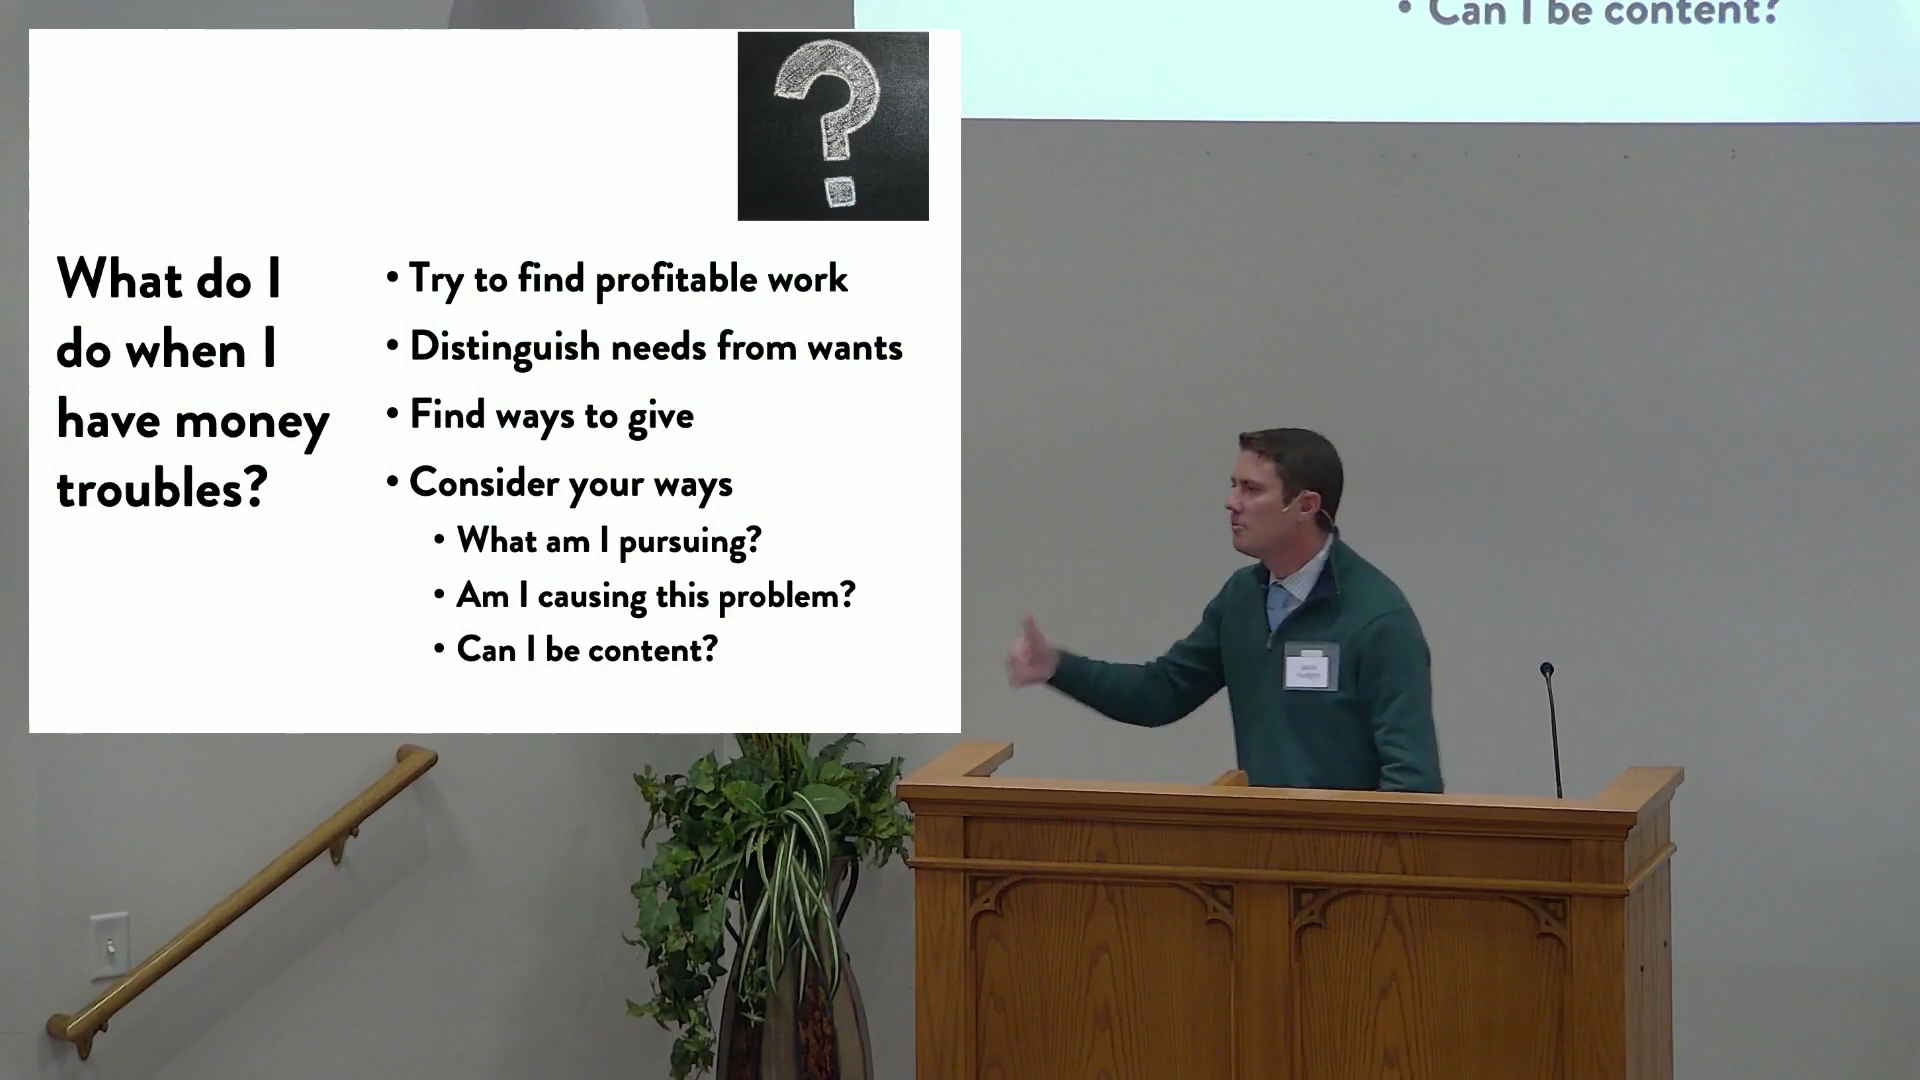 • Can I be content?
What do I
do when I
have money
troubles?
• Try to find profitable work
• Distinguish needs from wants
• Find ways to give
• Consider your ways
• What am I pursuing?
• Am I causing this problem?
• Can I be content?